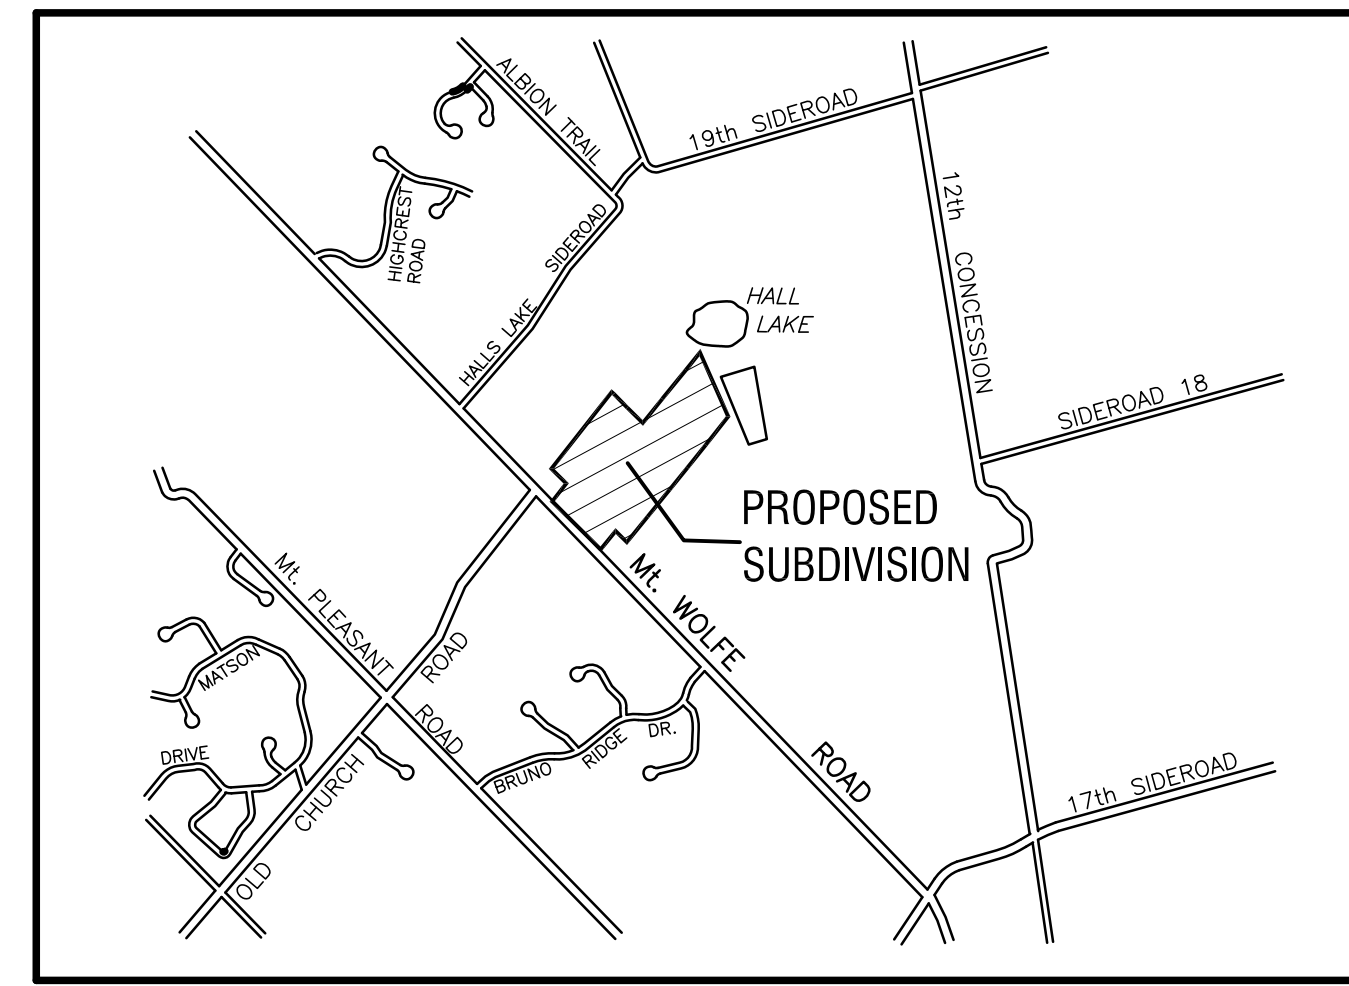 ALBION TRAIL
19th SIDEROAD
12th CONCESSION
HIGHCREST
ROAD
HALLS LAKE SIDEROAD
HALL
LAKE
SIDEROAD 18
PROPOSED
SUBDIVISION
Mt. WOLFE ROAD
Mt. PLEASANT ROAD
MATSON DRIVE
OLD CHURCH ROAD
BRUNO RIDGE DR.
17th SIDEROAD